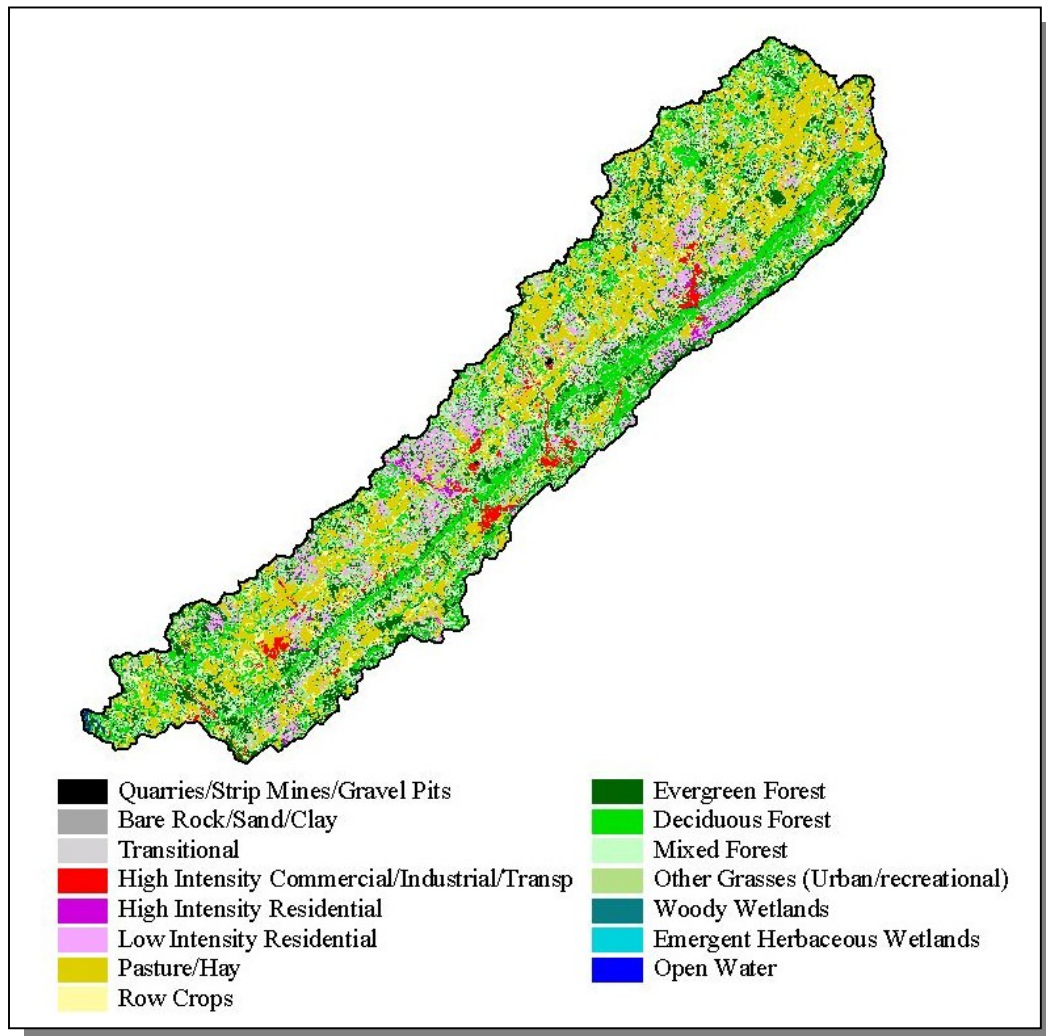 Quarries/Strip Mines/Gravel Pits
Bare Rock/Sand/Clay
Transitional
High Intensity Commercial/Industrial/Transp
High Intensity Residential
Low Intensity Residential
Pasture/Hay
Row Crops
Evergreen Forest
Deciduous Forest
Mixed Forest
Other Grasses (Urban/recreational)
Woody Wetlands
Emergent Herbaceous Wetlands
Open Water